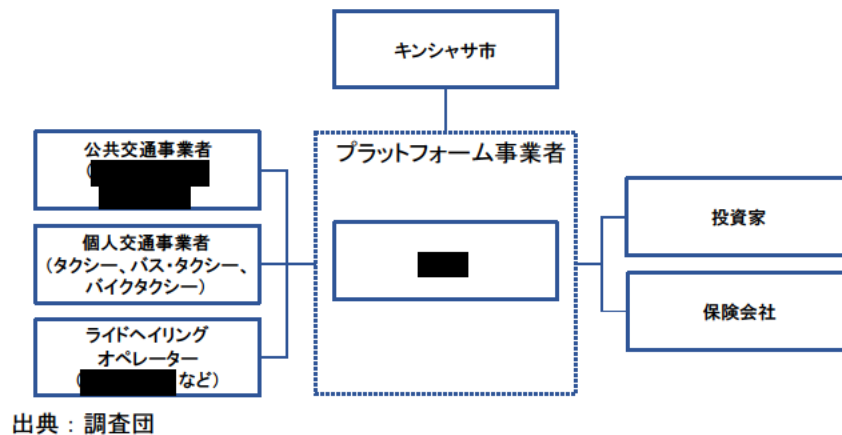 キンシャサ市
公共交通事業者
(
プラットフォーム事業者
個人交通事業者
(タクシー、バス・タクシー、
バイクタクシー)
投資家
保険会社
ライドヘイリング
オペレーター
( など)
出典：調査団